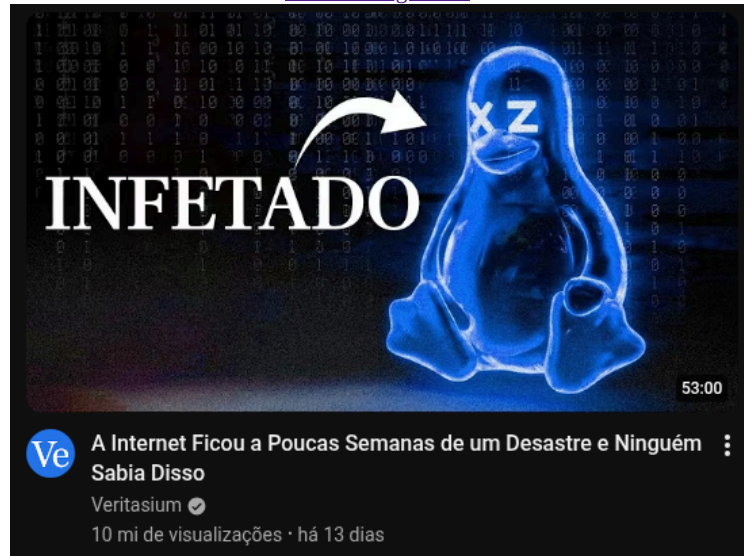 XZ
INFETADO
53:00
Ve
A Internet Ficou a Poucas Semanas de um Desastre e Ninguém
Sabia Disso
Veritasium
10 mi de visualizações · há 13 dias